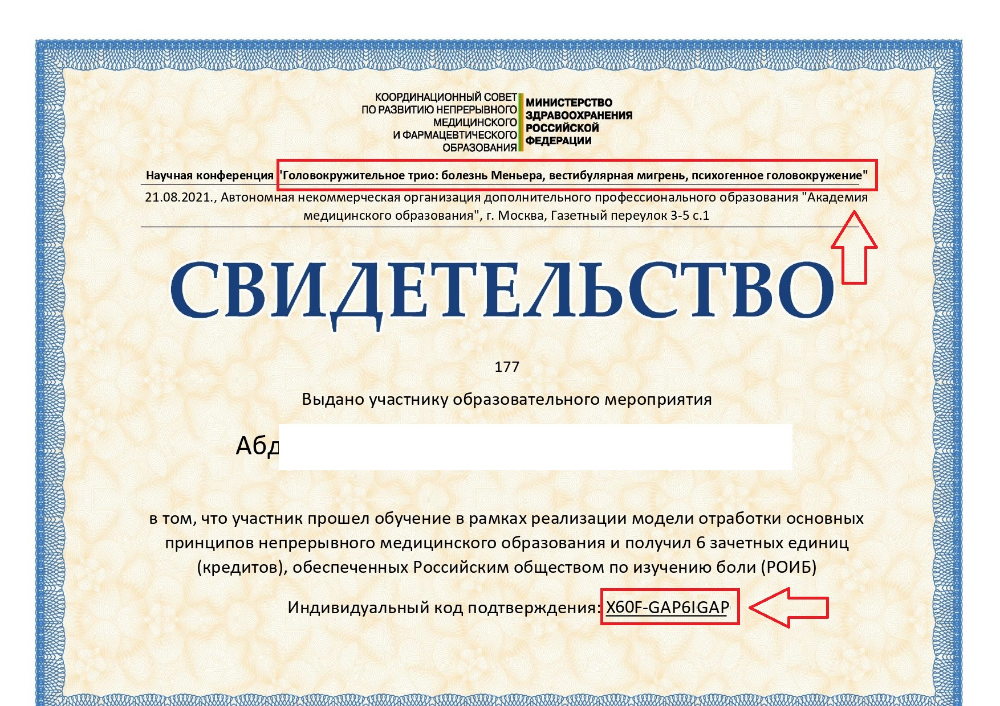 КООРДИНАЦИОННЫЙ СОВЕТ
ПО РАЗВИТИЮ НЕПРЕРЫВНОГО
МЕДИЦИНСКОГО
И ФАРМАЦЕВТИЧЕСКОГО
ОБРАЗОВАНИЯ
МИНИСТЕРСТВО
ЗДРАВООХРАНЕНИЯ
РОССИЙСКОЙ
ФЕДЕРАЦИИ
Научная конференция "Головокружительное трио: болезнь Меньера, вестибулярная мигрень, психогенное головокружение"
21.08.2021., Автономная некоммерческая организация дополнительного профессионального образования "Академия
медицинского образования", г. Москва, Газетный переулок 3-5 с.1
СВИДЕТЕЛЬСТВО
177
Выдано участнику образовательного мероприятия
Абд
в том, что участник прошел обучение в рамках реализации модели отработки основных
принципов непрерывного медицинского образования и получил 6 зачетных единиц
(кредитов), обеспеченных Российским обществом по изучению боли (РОИБ)
Индивидуальный код подтверждения: X60F-GAP6IGAP